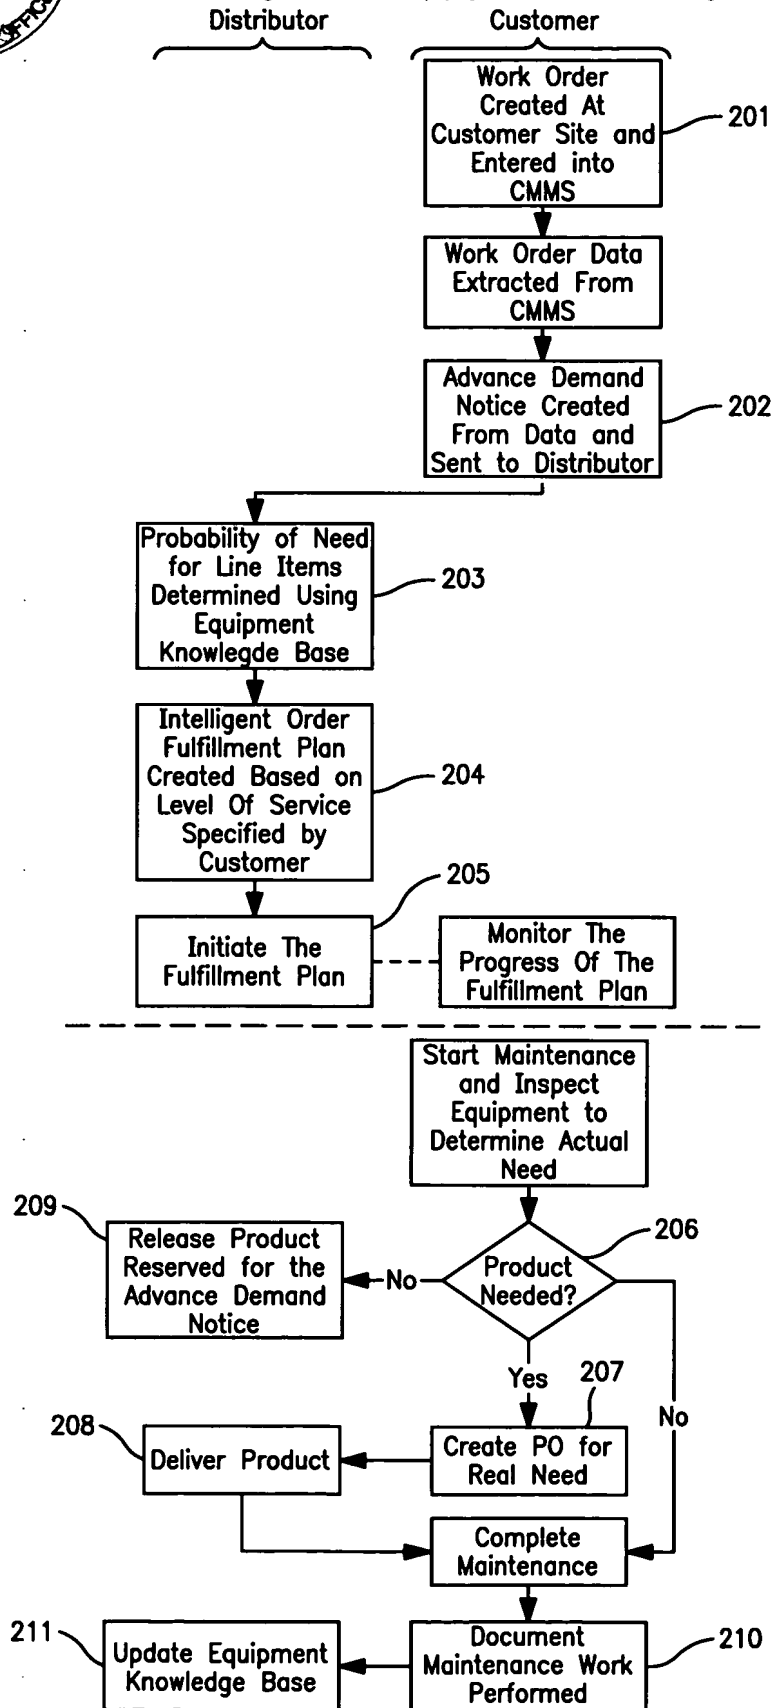 Distributor
Customer
Work Order
Created At
Customer Site and
Entered into
CMMS
201
Work Order Data
Extracted From
CMMS
Advance Demand
Notice Created
From Data and
Sent to Distributor
202
Probability of Need
for Line Items
Determined Using
Equipment
Knowlegde Base
203
Intelligent Order
Fulfillment Plan
Created Based on
Level Of Service
Specified by
Customer
204
205
Initiate The
Fulfillment Plan
Monitor The
Progress Of The
Fulfillment Plan
Start Maintenance
and Inspect
Equipment to
Determine Actual
Need
209
Release Product
Reserved for the
Advance Demand
Notice
No
Product
Needed?
206
Yes
207
No
208
Deliver Product
Create PO for
Real Need
Complete
Maintenance
211
Update Equipment
Knowledge Base
Document
Maintenance Work
Performed
210